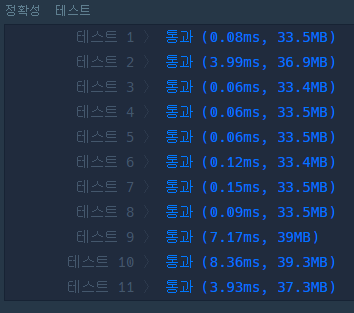 정확성 테스트
테스트 1 〉 통과 (0.08ms, 33.5MB)
테스트 2 〉 통과 (3.99ms, 36.9MB)
테스트 3 〉 통과 (0.06ms, 33.4MB)
테스트 4 〉 통과 (0.06ms, 33.5MB)
테스트 5 〉 통과 (0.06ms, 33.5MB)
테스트 6 〉 통과 (0.12ms, 33.4MB)
테스트 7 〉 통과 (0.15ms, 33.5MB)
테스트 8 〉 통과 (0.09ms, 33.5MB)
테스트 9 〉 통과 (7.17ms, 39MB)
테스트 10 〉 통과 (8.36ms, 39.3MB)
테스트 11 〉 통과 (3.93ms, 37.3MB)